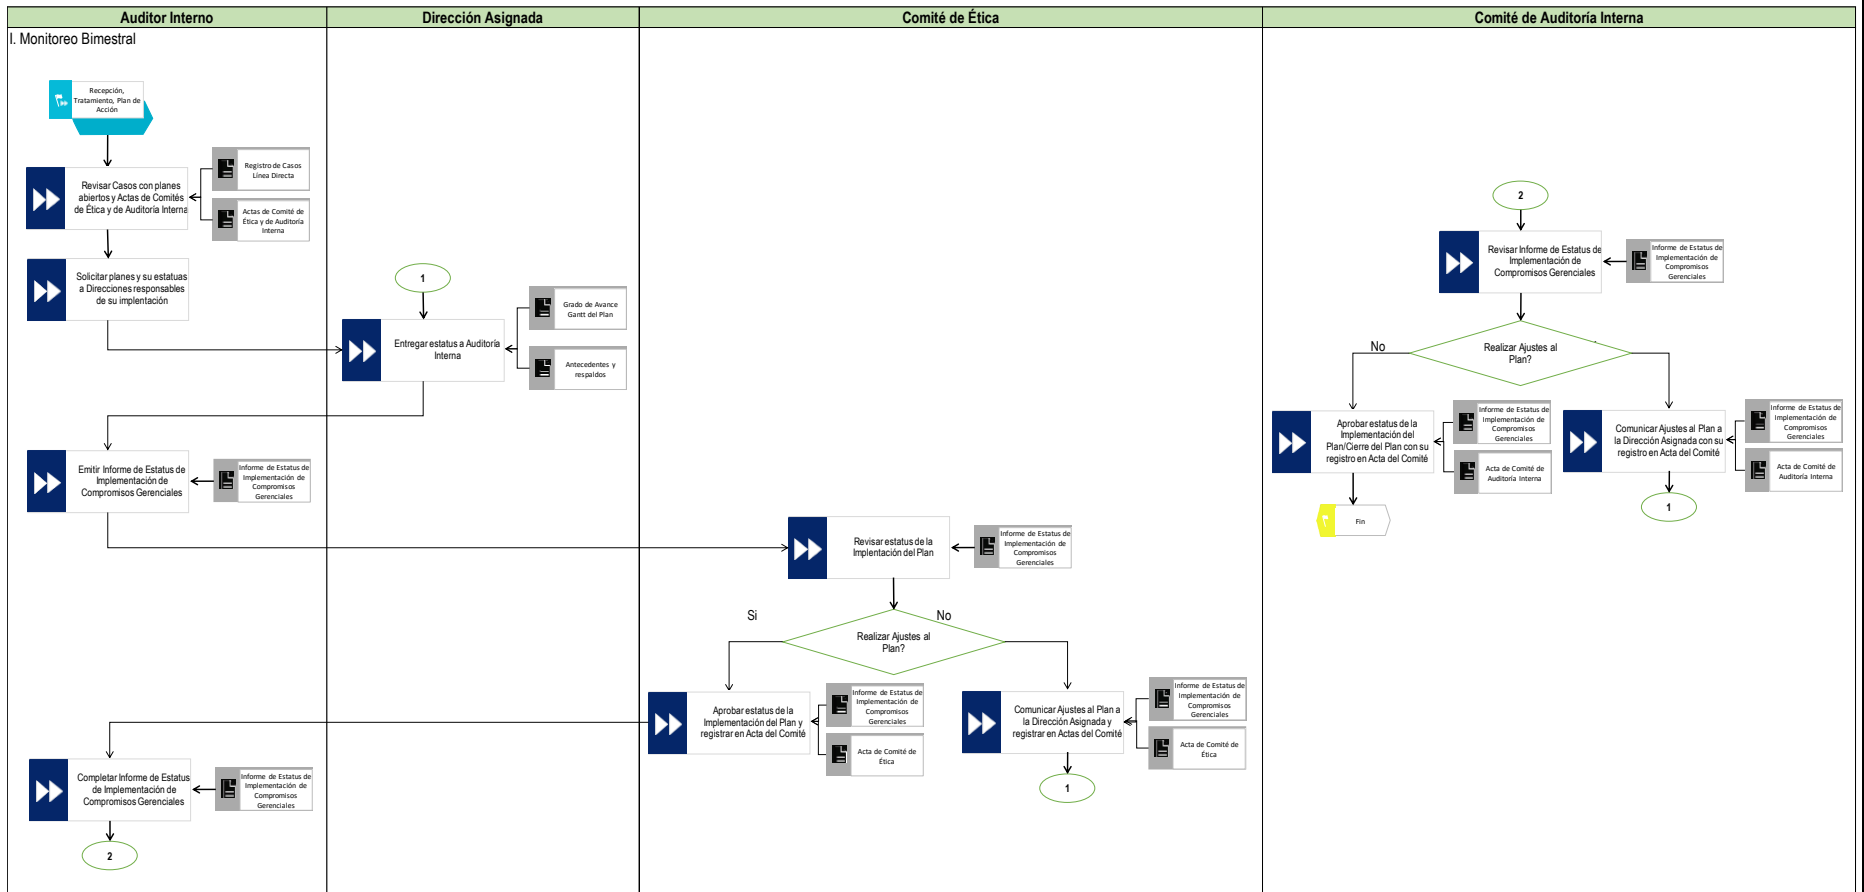 Auditor Interno
Dirección Asignada
Comité de Ética
Comité de Auditoría Interna
I. Monitoreo Bimestral
Recepción,
Tratamiento, Plan de
Acción
Revisar Casos con planes
abiertos y Actas de Comités
de Ética y de Auditoría Interna
Registro de Casos
Línea Directa
Actas de Comité de
Ética y de Auditoría
Interna
Solicitar planes y su estatuas
a Direcciones responsables
de su implentación
1
Entregar estatus a Auditoría
Interna
Grado de Avance
Gantt del Plan
Antecedentes y
respaldos
Emitir Informe de Estatus de
Implementación de
Compromisos Gerenciales
Informe de Estatus de
Implementación de
Compromisos
Gerenciales
Revisar estatus de la
Implentación del Plan
Informe de Estatus de
Implementación de
Compromisos
Gerenciales
Si
No
Realizar Ajustes al
Plan?
Aprobar estatus de la
Implementación del Plan y
registrar en Acta del Comité
Informe de Estatus de
Implementación de
Compromisos
Gerenciales
Acta de Comité de
Ética
Comunicar Ajustes al Plan a
la Dirección Asignada y
registrar en Actas del Comité
Informe de Estatus de
Implementación de
Compromisos
Gerenciales
Acta de Comité de
Ética
1
Completar Informe de Estatus
de Implementación de
Compromisos Gerenciales
Informe de Estatus de
Implementación de
Compromisos
Gerenciales
2
2
Revisar Informe de Estatus de
Implementación de
Compromisos Gerenciales
Informe de Estatus de
Implementación de
Compromisos
Gerenciales
No
Realizar Ajustes al
Plan?
Aprobar estatus de la
Implementación del
Plan/Cierre del Plan con su
registro en Acta del Comité
Informe de Estatus de
Implementación de
Compromisos
Gerenciales
Acta de Comité de
Auditoría Interna
Comunicar Ajustes al Plan a
la Dirección Asignada con su
registro en Acta del Comité
Informe de Estatus de
Implementación de
Compromisos
Gerenciales
Acta de Comité de
Auditoría Interna
Fin
1